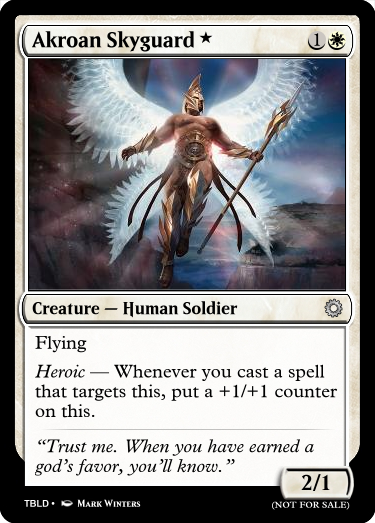 Akroan Skyguard ★ 1
Creature — Human Soldier
Flying
Heroic — Whenever you cast a spell
that targets this, put a +1/+1 counter
on this.
“Trust me. When you have earned a
god’s favor, you’ll know.”
2/1
TBLD • Mark Winters
(NOT FOR SALE)